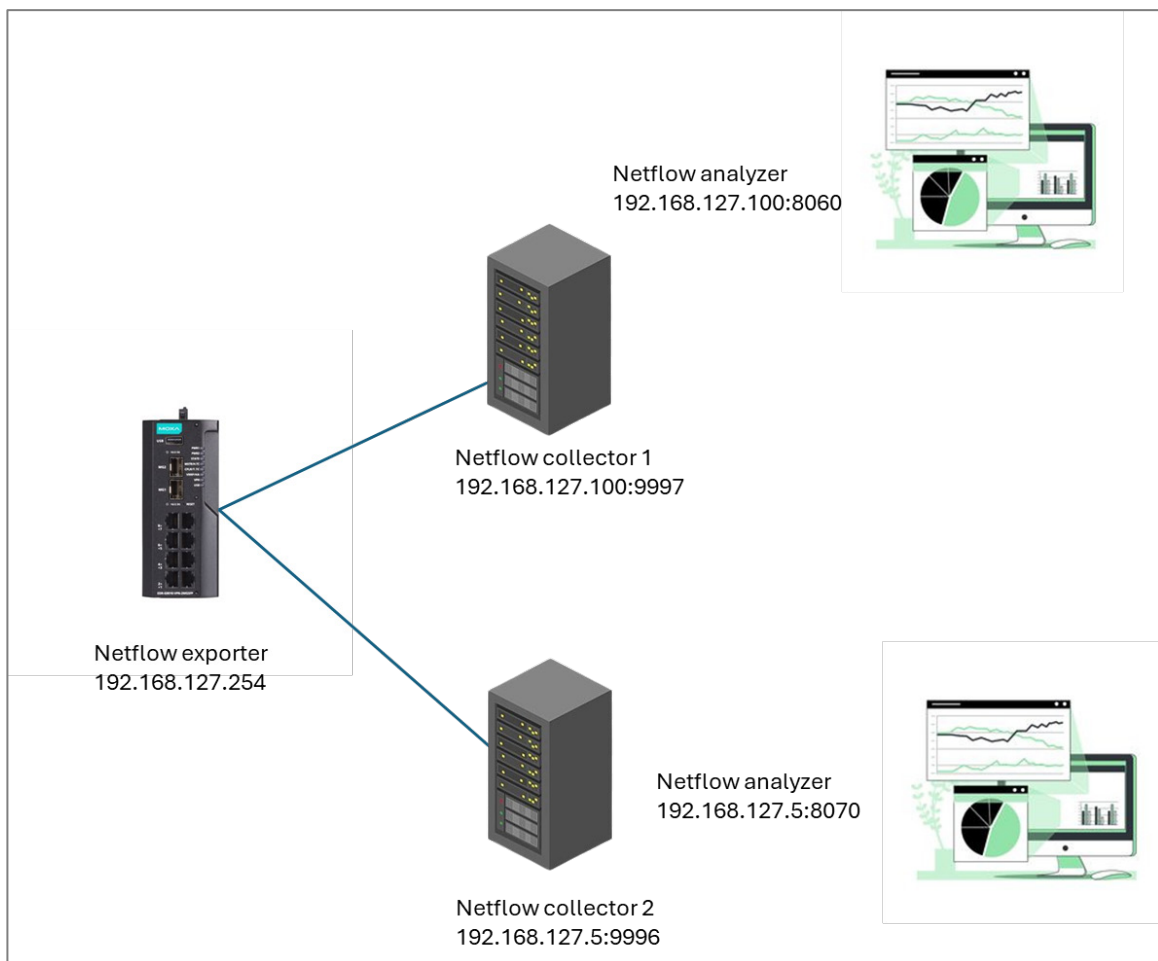 Netflow analyzer
192.168.127.100:8060
Netflow collector 1
192.168.127.100:9997
MOXA
Netflow exporter
192.168.127.254
Netflow analyzer
192.168.127.5:8070
Netflow collector 2
192.168.127.5:9996